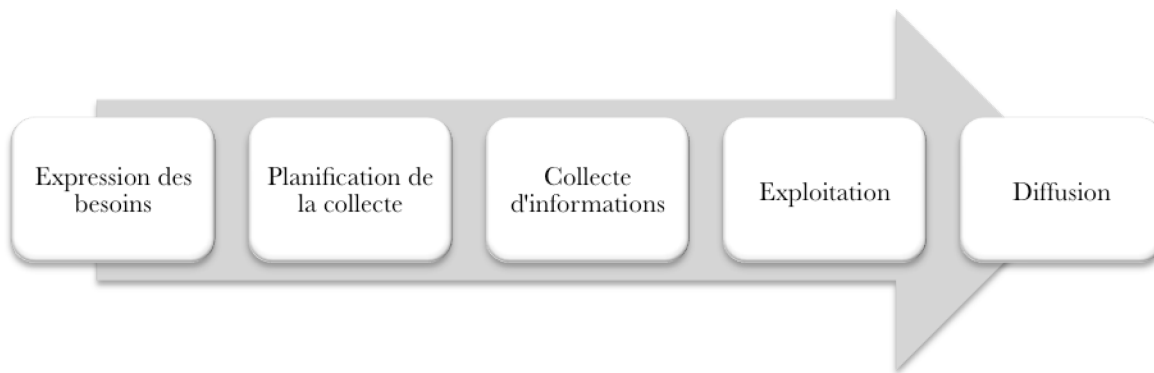 Expression des
besoins
Planification de
la collecte
Collecte
d'informations
Exploitation
Diffusion